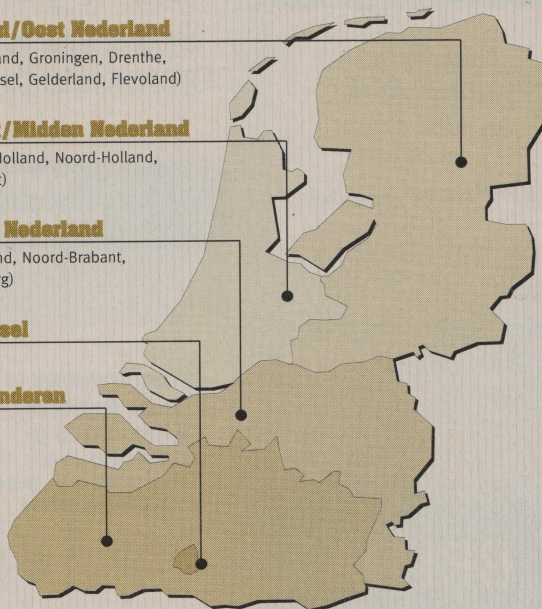 d/Oost Nederland
and, Groningen, Drenthe,
sel, Gelderland, Flevoland)
/Midden Nederland
Holland, Noord-Holland,
t)
Nederland
nd, Noord-Brabant,
rg)
sel
nderen